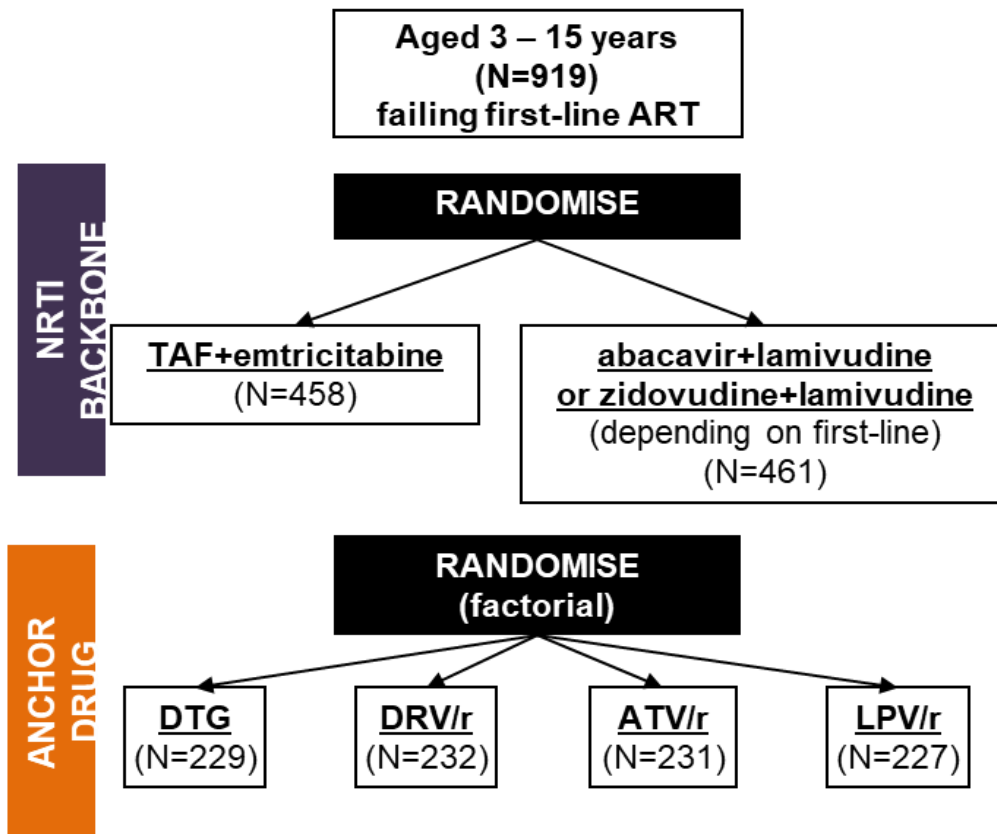 Aged 3 – 15 years
(N=919)
failing first-line ART
NRTI
BACKBONE
RANDOMISE
TAF+emtricitabine
(N=458)
abacavir+lamivudine
or zidovudine+lamivudine
(depending on first-line)
(N=461)
ANCHOR
DRUG
RANDOMISE
(factorial)
DTG
(N=229)
DRV/r
(N=232)
ATV/r
(N=231)
LPV/r
(N=227)